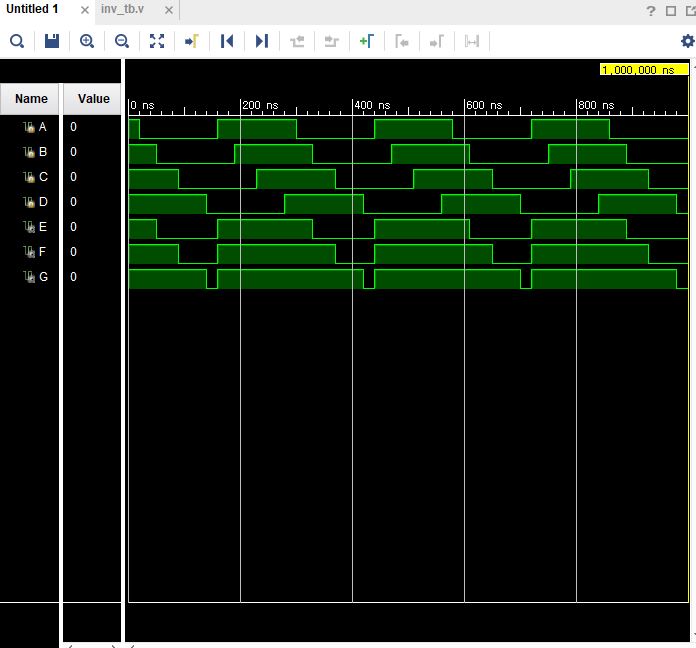 Untitled 1 × inv_tb.v ×
?
1,000,000 ns
Name Value
0 ns 200 ns 400 ns 600 ns 800 ns
A 0
B 0
C 0
D 0
E 0
F 0
G 0